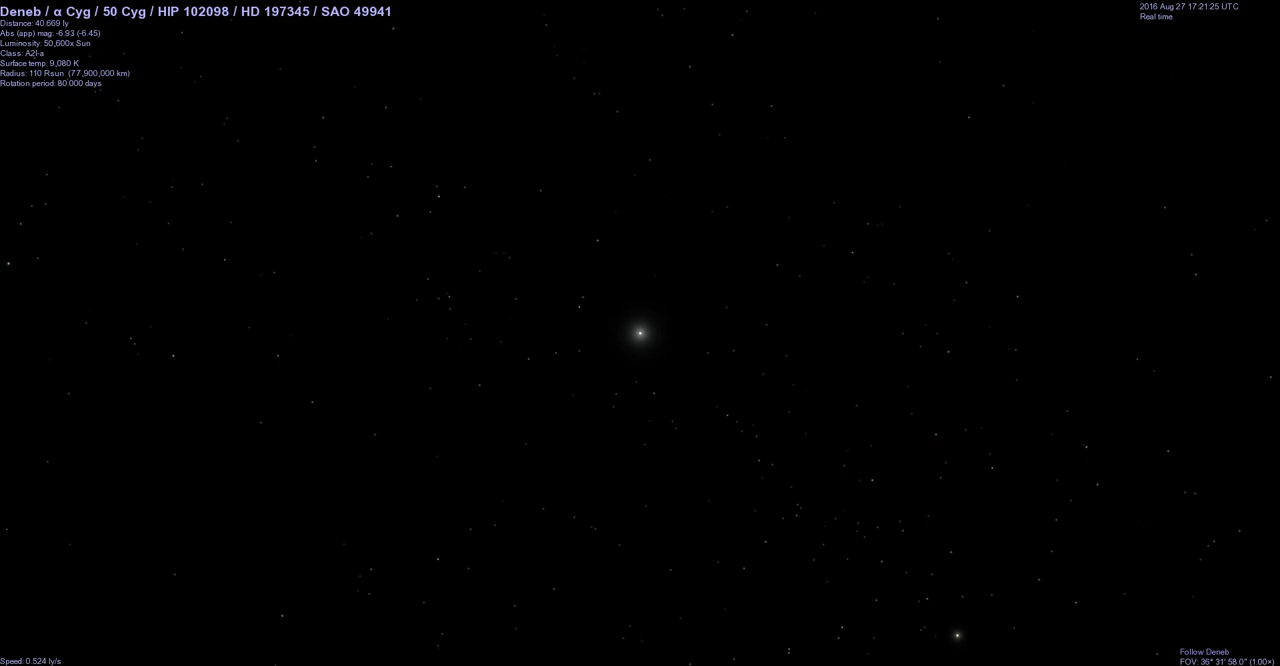 Deneb / α Cyg / 50 Cyg / HIP 102098 / HD 197345 / SAO 49941
Distance: 40.669 ly
Abs (app) mag: -6.93 (-6.45)
Luminosity: 50,600x Sun
Class: A2I-a
Surface temp: 9,080 K
Radius: 110 Rsun (77,900,000 km)
Rotation period: 80.000 days
2016 Aug 27 17:21:25 UTC
Real time
Speed: 0.524 ly/s
Follow Deneb
FOV: 36° 31' 58.0" (1.00×)